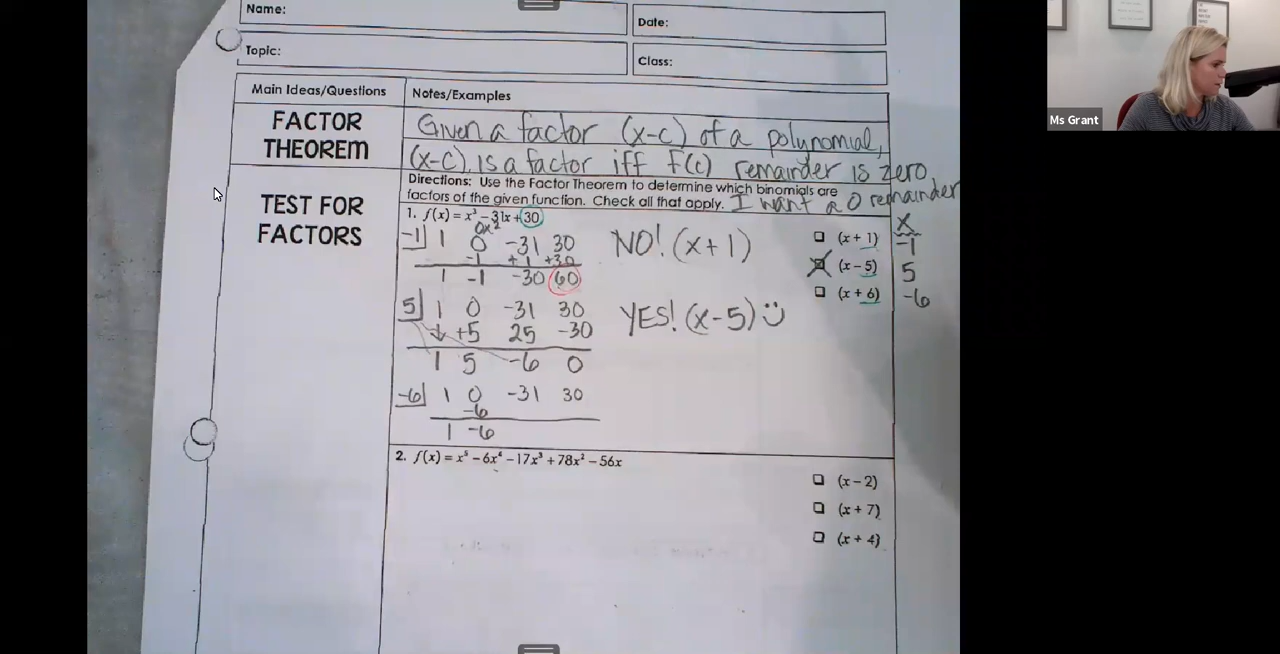 Name:
Date:
Topic:
Class:
Main Ideas/Questions
Notes/Examples
FACTOR
THEOREM
Given a factor (x-c) of a polynomial,
(x-c) is a factor iff f(c) remainder is zero
Directions: Use the Factor Theorem to determine which binomials are
factors of the given function. Check all that apply. I want a 0 remainder
TEST FOR
FACTORS
1. f(x) = x³ – 31x + 30
0x²
x
-1| 1 0 -31 30 NO! (x+1)
-1 +1 +30
1 -1 -30 60
(x + 1) -1
(x – 5) 5
(x + 6) -6
5| 1 0 -31 30 YES! (x-5)
↓ +5 25 -30
1 5 -6 0
-6| 1 0 -31 30
-6
1 -6
2. f(x) = x⁵ – 6x⁴ – 17x³ + 78x² – 56x
(x – 2)
(x + 7)
(x + 4)
Ms Grant